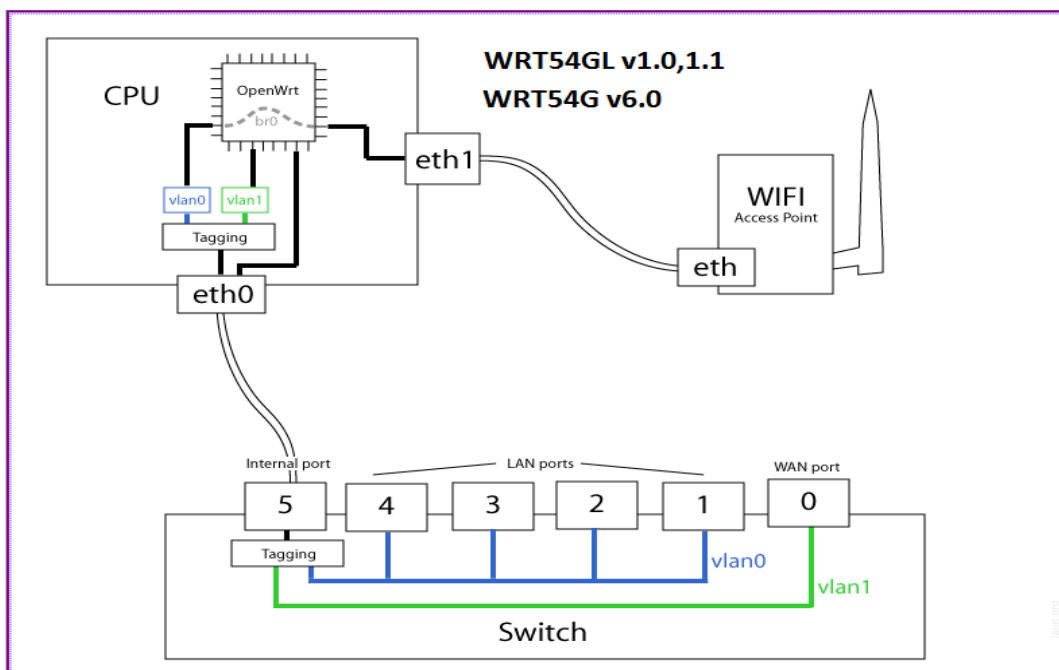 WRT54GL v1.0,1.1
WRT54G v6.0
CPU
OpenWrt
br0
eth1
vlan0
vlan1
Tagging
eth0
WIFI
Access Point
eth
Internal port
LAN ports
WAN port
5
4
3
2
1
0
Tagging
vlan0
vlan1
Switch